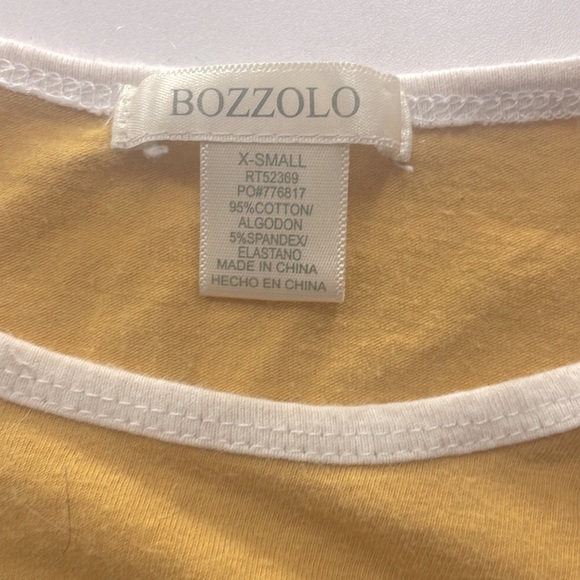 BOZZOLO
X-SMALL
RT52369
PO#776817
95%COTTON/
ALGODON
5%SPANDEX/
ELASTANO
MADE IN CHINA
HECHO EN CHINA